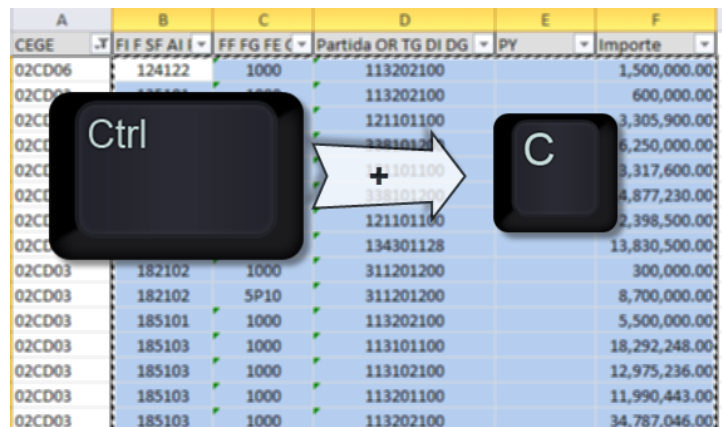 A B C D E F
CEGE FI F SF AI FF FG FE Partida OR TG DI DG PY Importe
02CD06 124122 1000 113202100 1,500,000.00
113202100 600,000.00
121101100 3,305,900.00
6,250,000.00
101100 3,317,600.00
338101200 4,877,230.00
121101100 2,398,500.00
134301128 13,830,500.00
02CD03 182102 1000 311201200 300,000.00
02CD03 182102 5P10 311201200 8,700,000.00
02CD03 185101 1000 113202100 5,500,000.00
02CD03 185103 1000 113101100 18,292,248.00
02CD03 185103 1000 113102100 12,975,236.00
02CD03 185103 1000 113201100 11,990,443.00
02CD03 185103 1000 113202100 34,787,046.00
Ctrl + C